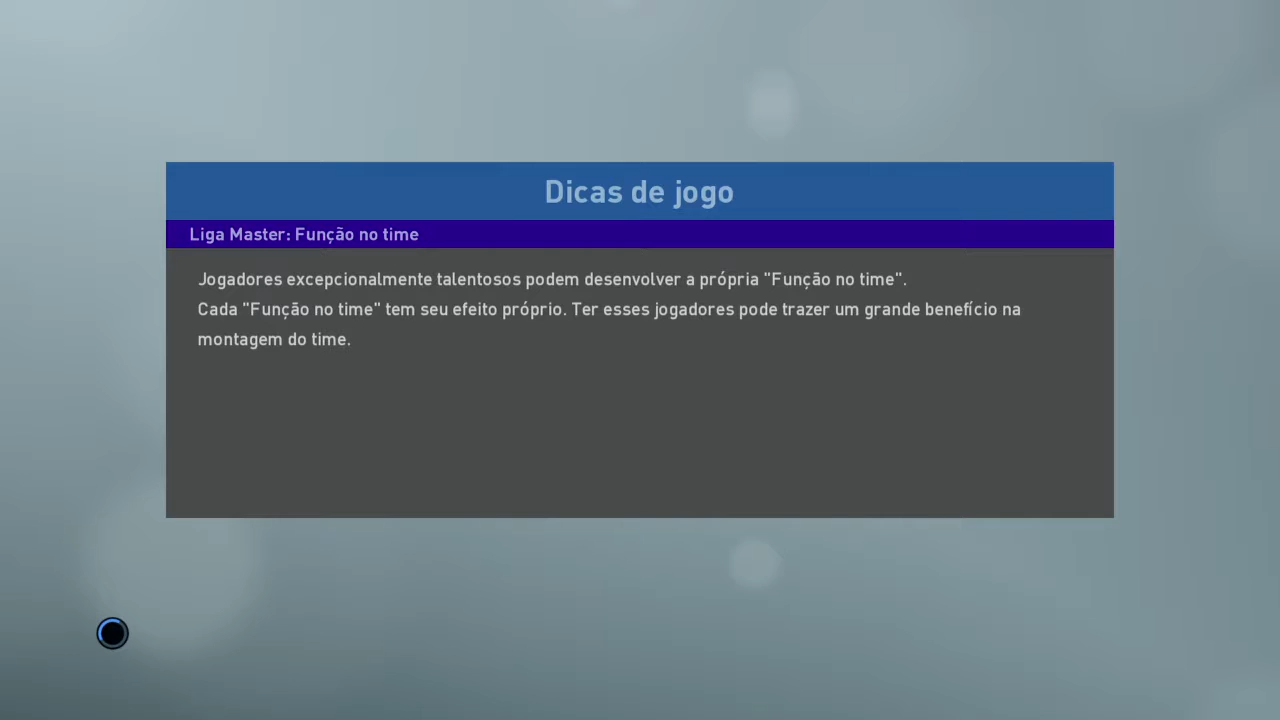 Dicas de jogo
Liga Master: Função no time
Jogadores excepcionalmente talentosos podem desenvolver a própria "Função no time".
Cada "Função no time" tem seu efeito próprio. Ter esses jogadores pode trazer um grande benefício na
montagem do time.